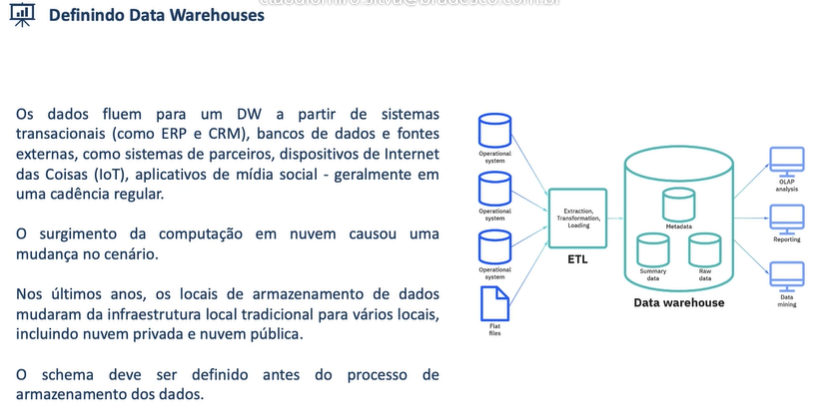 Definindo Data Warehouses
Os dados fluem para um DW a partir de sistemas
transacionais (como ERP e CRM), bancos de dados e fontes
externas, como sistemas de parceiros, dispositivos de Internet
das Coisas (IoT), aplicativos de mídia social - geralmente em
uma cadência regular.
O surgimento da computação em nuvem causou uma
mudança no cenário.
Nos últimos anos, os locais de armazenamento de dados
mudaram da infraestrutura local tradicional para vários locais,
incluindo nuvem privada e nuvem pública.
O schema deve ser definido antes do processo de
armazenamento dos dados.
Operational
system
Operational
system
Operational
system
Flat
files
Extraction,
Transformation,
Loading
ETL
Metadata
Summary
data
Raw
data
Data warehouse
OLAP
analysis
Reporting
Data
mining